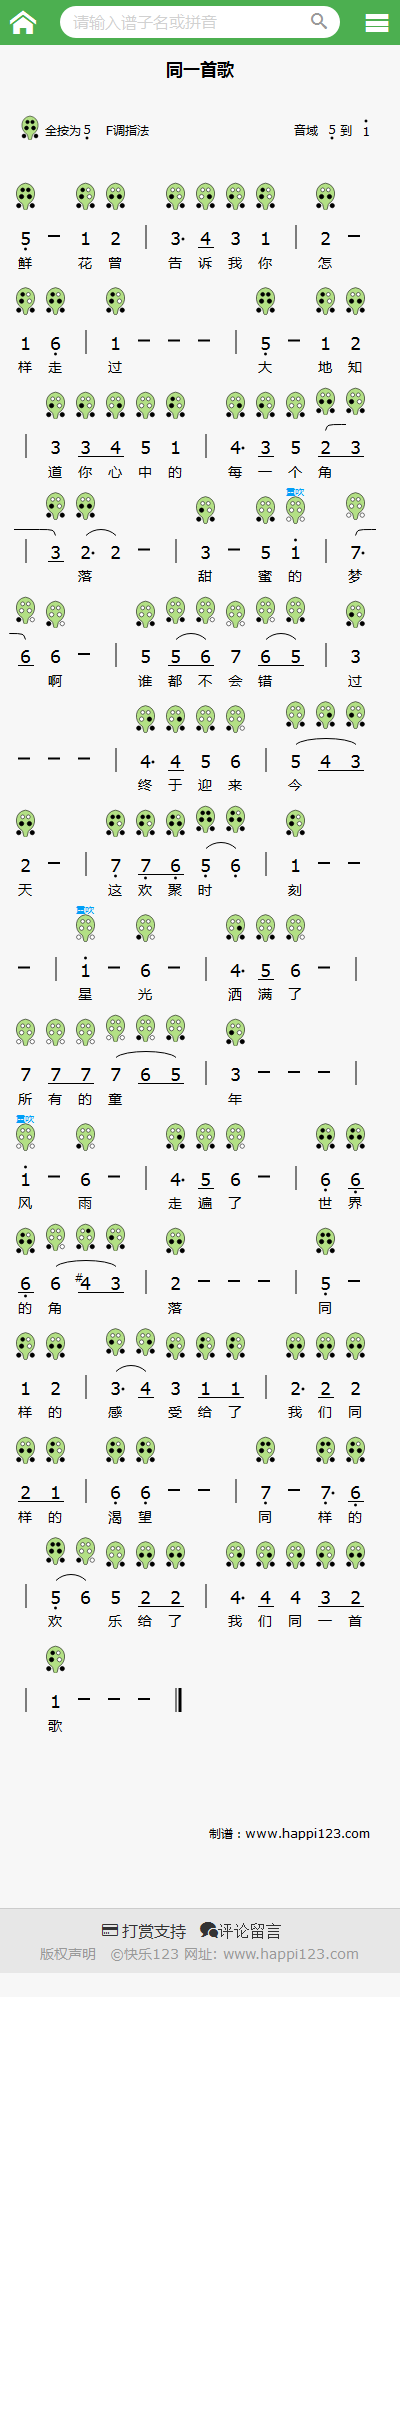 请输入谱子名或拼音
同一首歌
全按为 5̣ F调指法 音域 5̣ 到 1̇
5̣ － 1 2 | 3· 4 3 1 | 2 －
鲜 花 曾 告 诉 我 你 怎
1 6̣ | 1 － － － | 5̣ － 1 2
样 走 过 大 地 知
| 3 3 4 5 1 | 4· 3 5 2 3
道 你 心 中 的 每 一 个 角
重吹
| 3 2· 2 － | 3 － 5 1̇ | 7·
落 甜 蜜 的 梦
6 6 － | 5 5 6 7 6 5 | 3
啊 谁 都 不 会 错 过
－ － － | 4· 4 5 6 | 5 4 3
终 于 迎 来 今
2 － | 7̣ 7̣ 6̣ 5̣ 6̣ | 1 － －
天 这 欢 聚 时 刻
重吹
－ | 1̇ － 6 － | 4· 5 6 － |
星 光 洒 满 了
7 7 7 7 6 5 | 3 － － － |
所 有 的 童 年
重吹
1̇ － 6 － | 4· 5 6 － | 6̣ 6̣
风 雨 走 遍 了 世 界
6̣ 6 #4 3 | 2 － － － | 5̣ －
的 角 落 同
1 2 | 3· 4 3 1 1 | 2· 2 2
样 的 感 受 给 了 我 们 同
2 1 | 6̣ 6̣ － － | 7̣ － 7̣· 6̣
样 的 渴 望 同 样 的
| 5̣ 6 5 2 2 | 4· 4 4 3 2
欢 乐 给 了 我 们 同 一 首
| 1 － － － ‖
歌
制谱：www.happi123.com
打赏支持 评论留言
版权声明 ©快乐123 网址: www.happi123.com